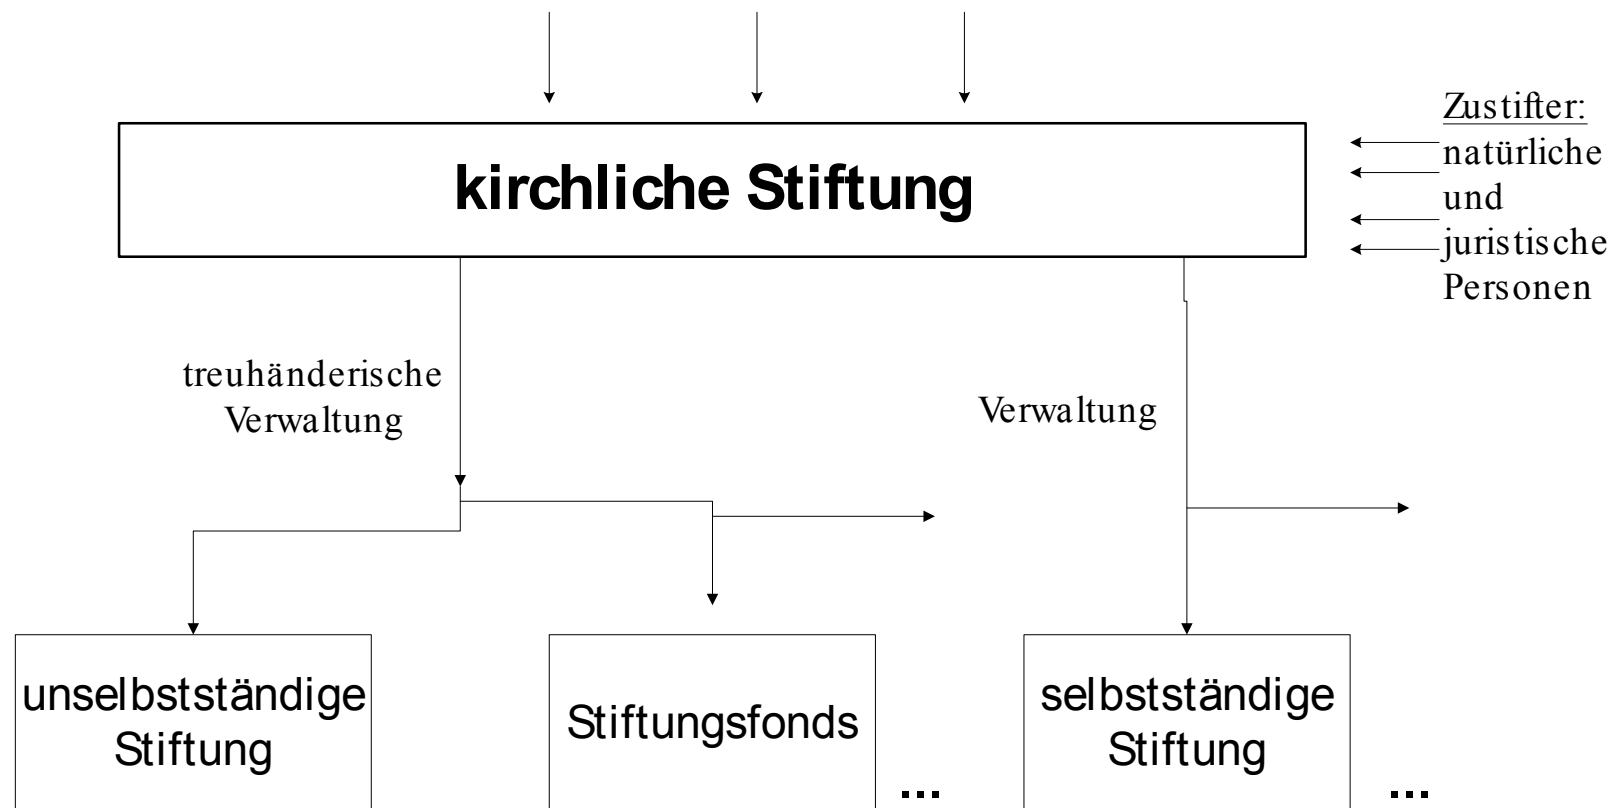 kirchliche Stiftung
Zustifter:
natürliche
und
juristische
Personen
treuhänderische
Verwaltung
Verwaltung
unselbstständige
Stiftung
Stiftungsfonds
...
selbstständige
Stiftung
...